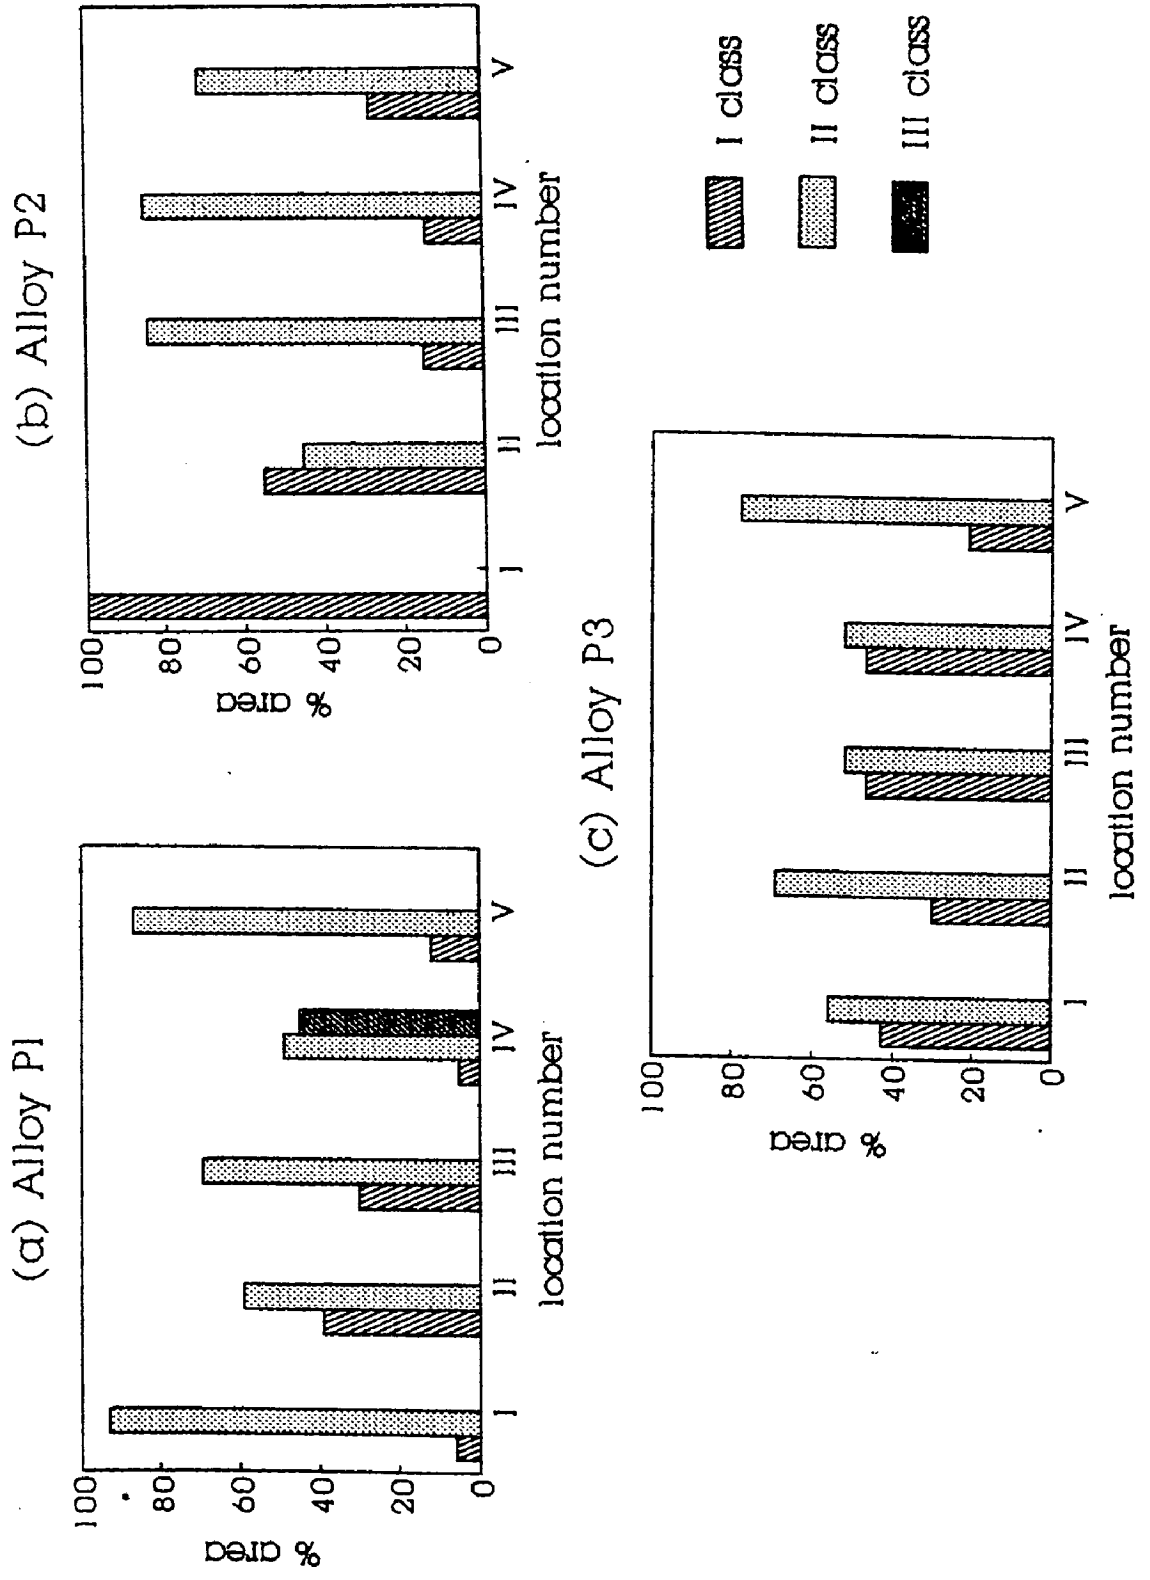 (a) Alloy P1
% area
100
80
60
40
20
0
I
II
III
IV
V
location number
(b) Alloy P2
% area
100
80
60
40
20
0
I
II
III
IV
V
location number
(c) Alloy P3
% area
100
80
60
40
20
0
I
II
III
IV
V
location number
I class
II class
III class